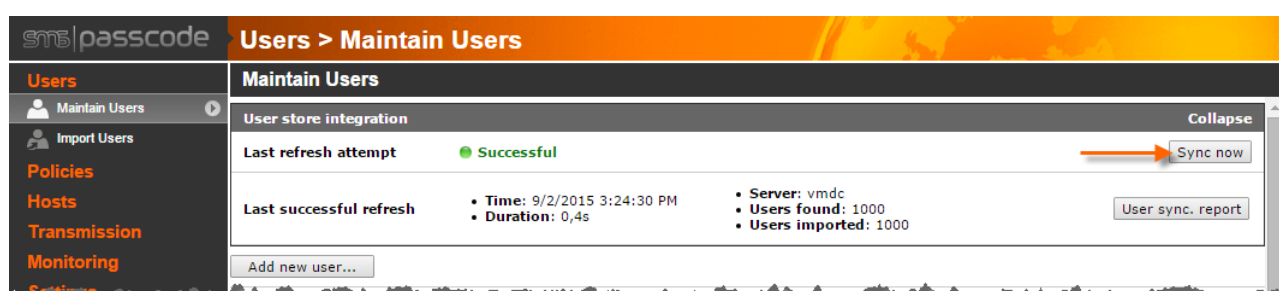 sms|passcode
Users > Maintain Users
Users
Maintain Users
Import Users
Policies
Hosts
Transmission
Monitoring
Maintain Users
User store integration Collapse
Last refresh attempt Successful Sync now
Last successful refresh
• Time: 9/2/2015 3:24:30 PM
• Duration: 0,4s
• Server: vmdc
• Users found: 1000
• Users imported: 1000
User sync. report
Add new user...